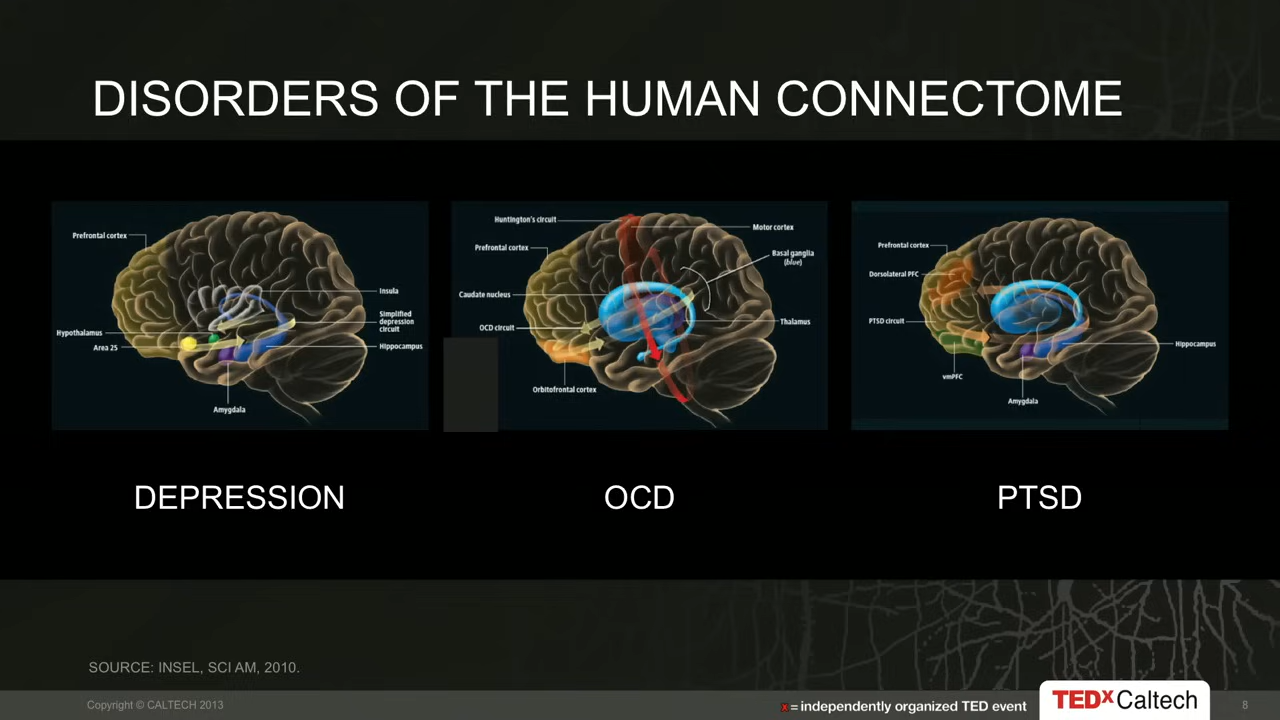 DISORDERS OF THE HUMAN CONNECTOME
Prefrontal cortex
Hypothalamus
Area 25
Amygdala
Insula
Simplified
depression
circuit
Hippocampus
Huntington's circuit
Prefrontal cortex
Caudate nucleus
OCD circuit
Orbitofrontal cortex
Motor cortex
Basal ganglia
(blue)
Thalamus
Prefrontal cortex
Dorsolateral PFC
PTSD circuit
vmPFC
Amygdala
Hippocampus
DEPRESSION
OCD
PTSD
SOURCE: INSEL, SCI AM, 2010.
Copyright © CALTECH 2013
x = independently organized TED event
TEDxCaltech
8